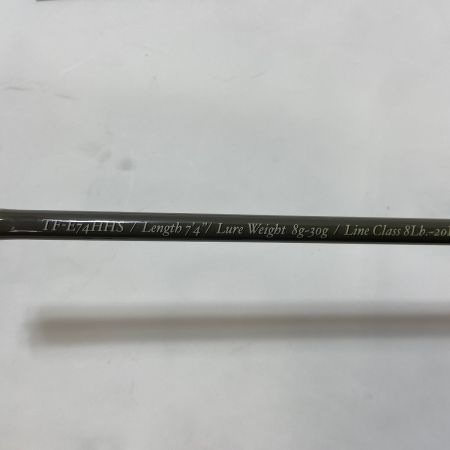 TF-E74HHS / Length 7'4"/ Lure Weight 8g-30g / Line Class 8Lb.-20